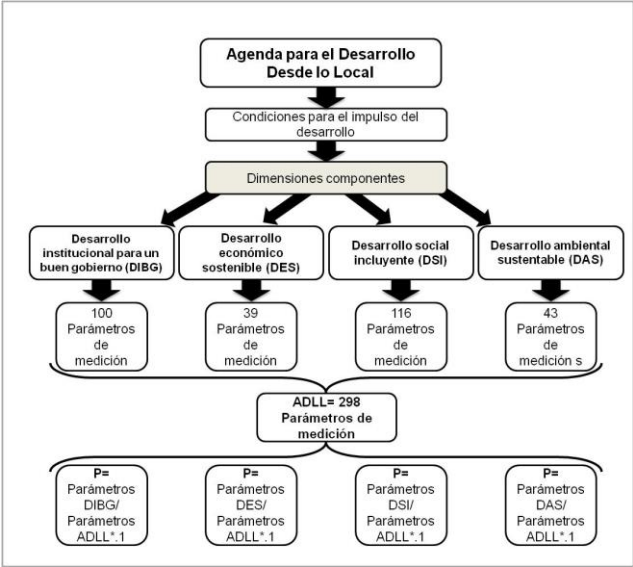 Agenda para el Desarrollo
Desde lo Local
Condiciones para el impulso del
desarrollo
Dimensiones componentes
Desarrollo
institucional para un
buen gobierno (DIBG)
Desarrollo
económico
sostenible (DES)
Desarrollo social
incluyente (DSI)
Desarrollo ambiental
sustentable (DAS)
100
Parámetros
de
medición
39
Parámetros
de
medición
116
Parámetros
de
medición
43
Parámetros
de
medición s
ADLL= 298
Parámetros de
medición
P=
Parámetros
DIBG/
Parámetros
ADLL*.1
P=
Parámetros
DES/
Parámetros
ADLL*.1
P=
Parámetros
DSI/
Parámetros
ADLL*.1
P=
Parámetros
DAS/
Parámetros
ADLL*.1